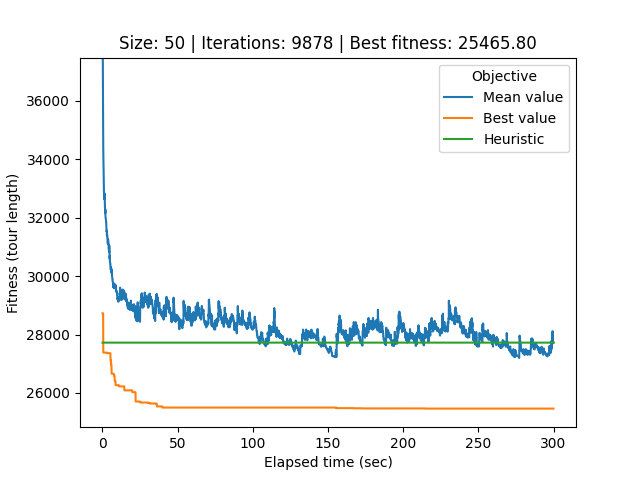 Size: 50 | Iterations: 9878 | Best fitness: 25465.80
Objective
Mean value
Best value
Heuristic
Fitness (tour length)
36000
34000
32000
30000
28000
26000
0 50 100 150 200 250 300
Elapsed time (sec)